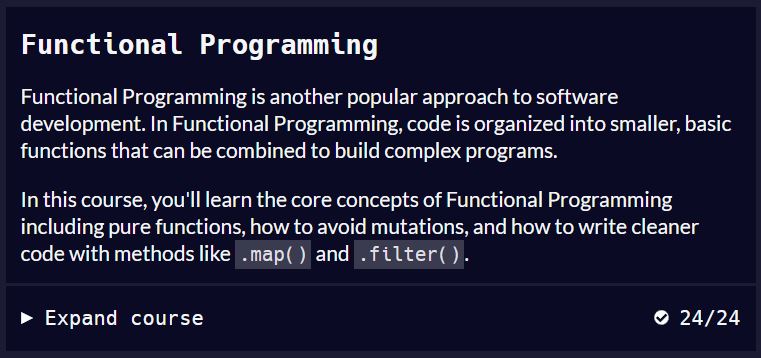 Functional Programming
Functional Programming is another popular approach to software
development. In Functional Programming, code is organized into smaller, basic
functions that can be combined to build complex programs.
In this course, you'll learn the core concepts of Functional Programming
including pure functions, how to avoid mutations, and how to write cleaner
code with methods like .map() and .filter().
Expand course 24/24